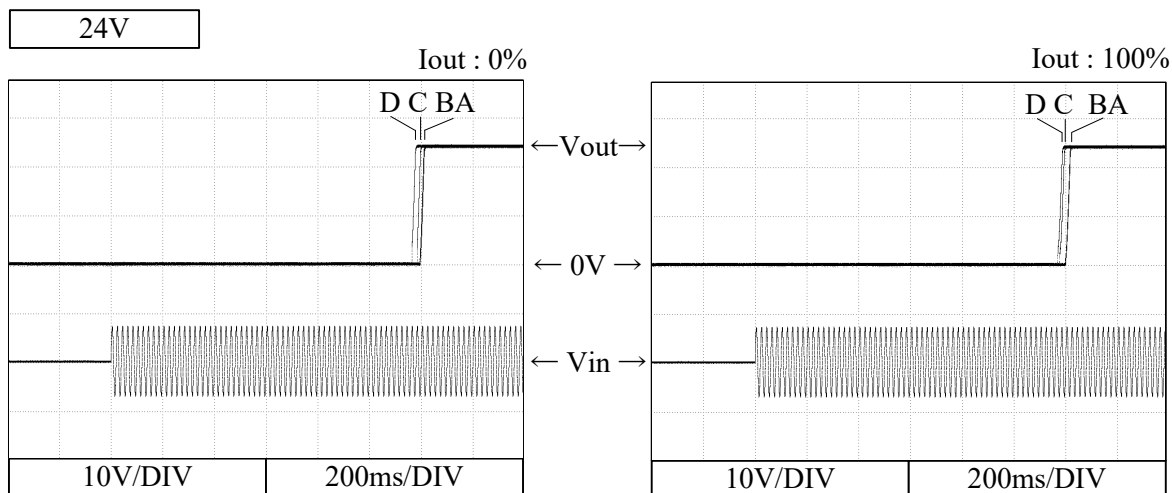 24V
Iout : 0%
Iout : 100%
D C BA
D C BA
←Vout→
←0V→
←Vin→
10V/DIV
200ms/DIV
10V/DIV
200ms/DIV